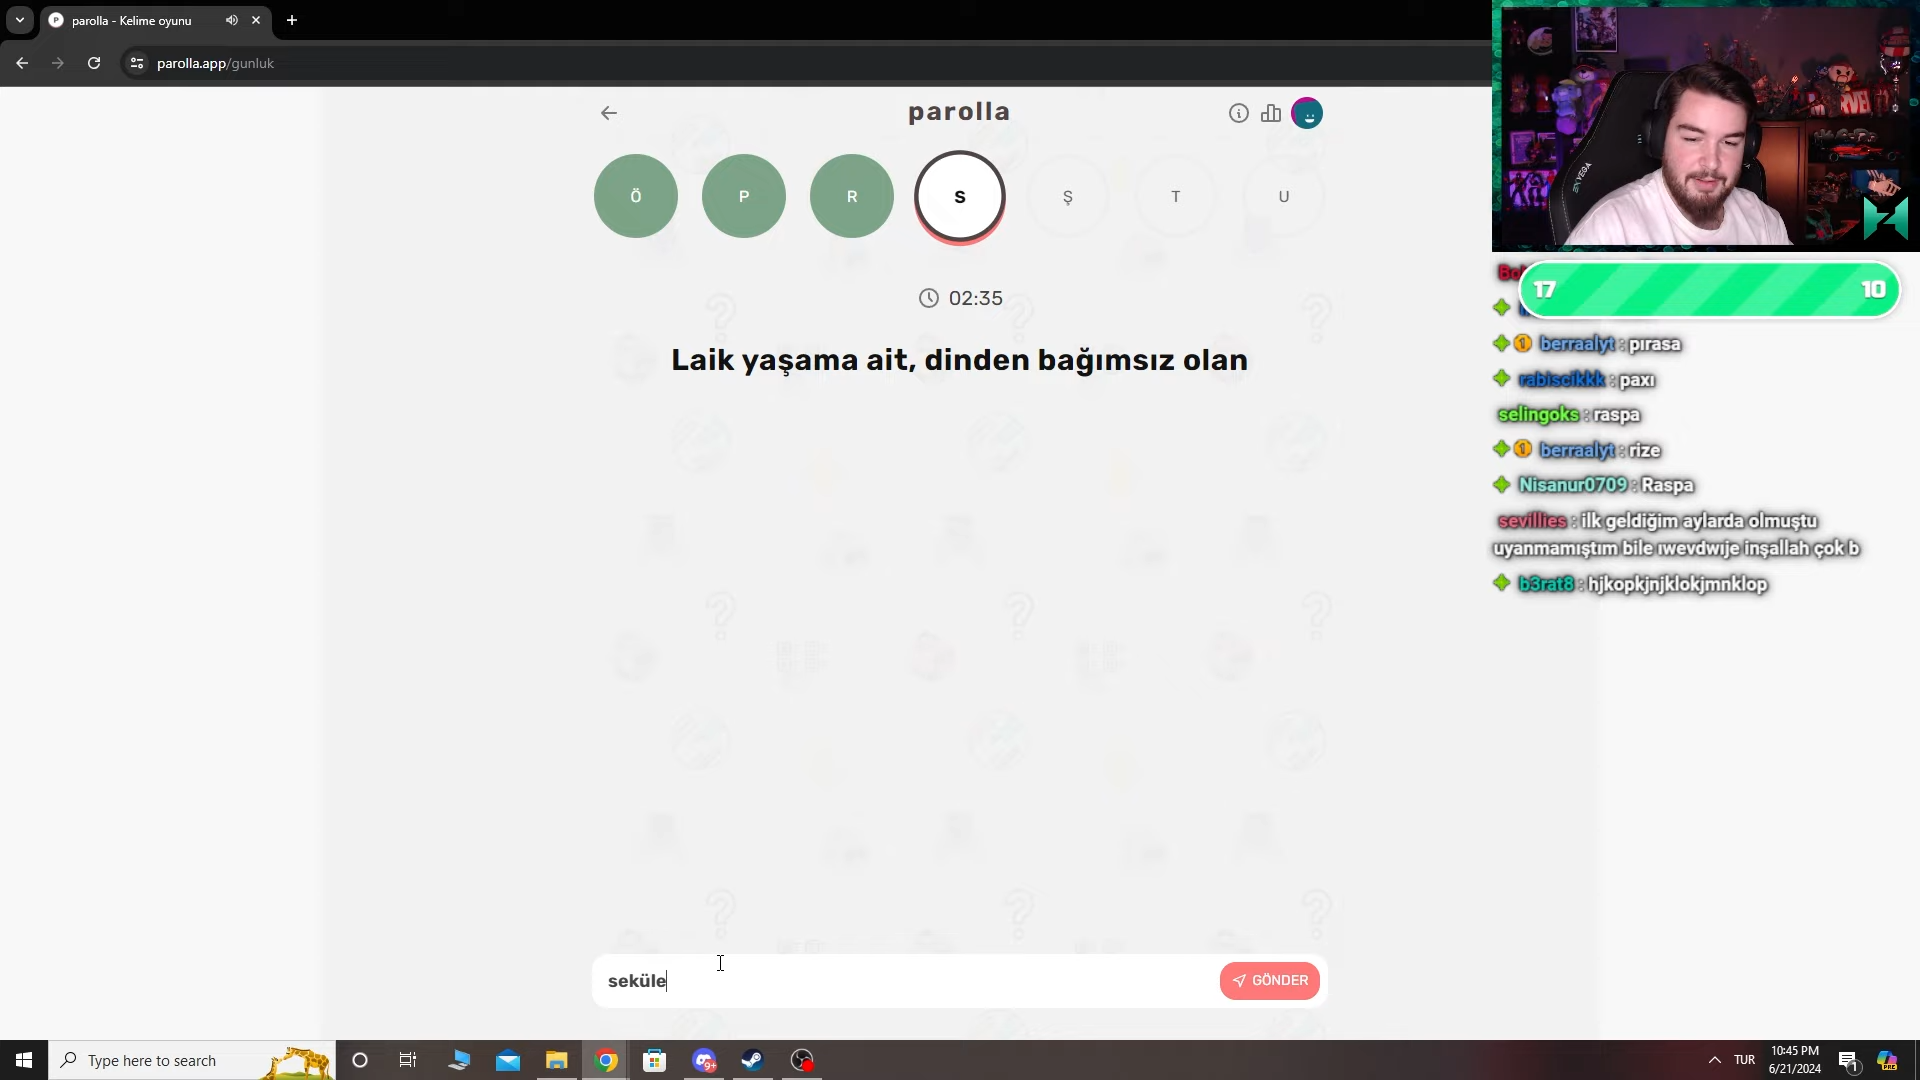 parolla - Kelime oyunu
parolla.app/gunluk
parolla
Ö P R S Ş T U
02:35
Laik yaşama ait, dinden bağımsız olan
seküle
GÖNDER
17 10
berraalyt : pırasa
rabiscikkk : paxı
selingoks : raspa
berraalyt : rize
Nisanur0709 : Raspa
sevillies : ilk geldiğim aylarda olmuştu
uyanmamıştım bile ıwevdwıje inşallah çok b
b3rat8 : hjkopkjnjklokjmnklop
Type here to search
TUR
10:45 PM
6/21/2024